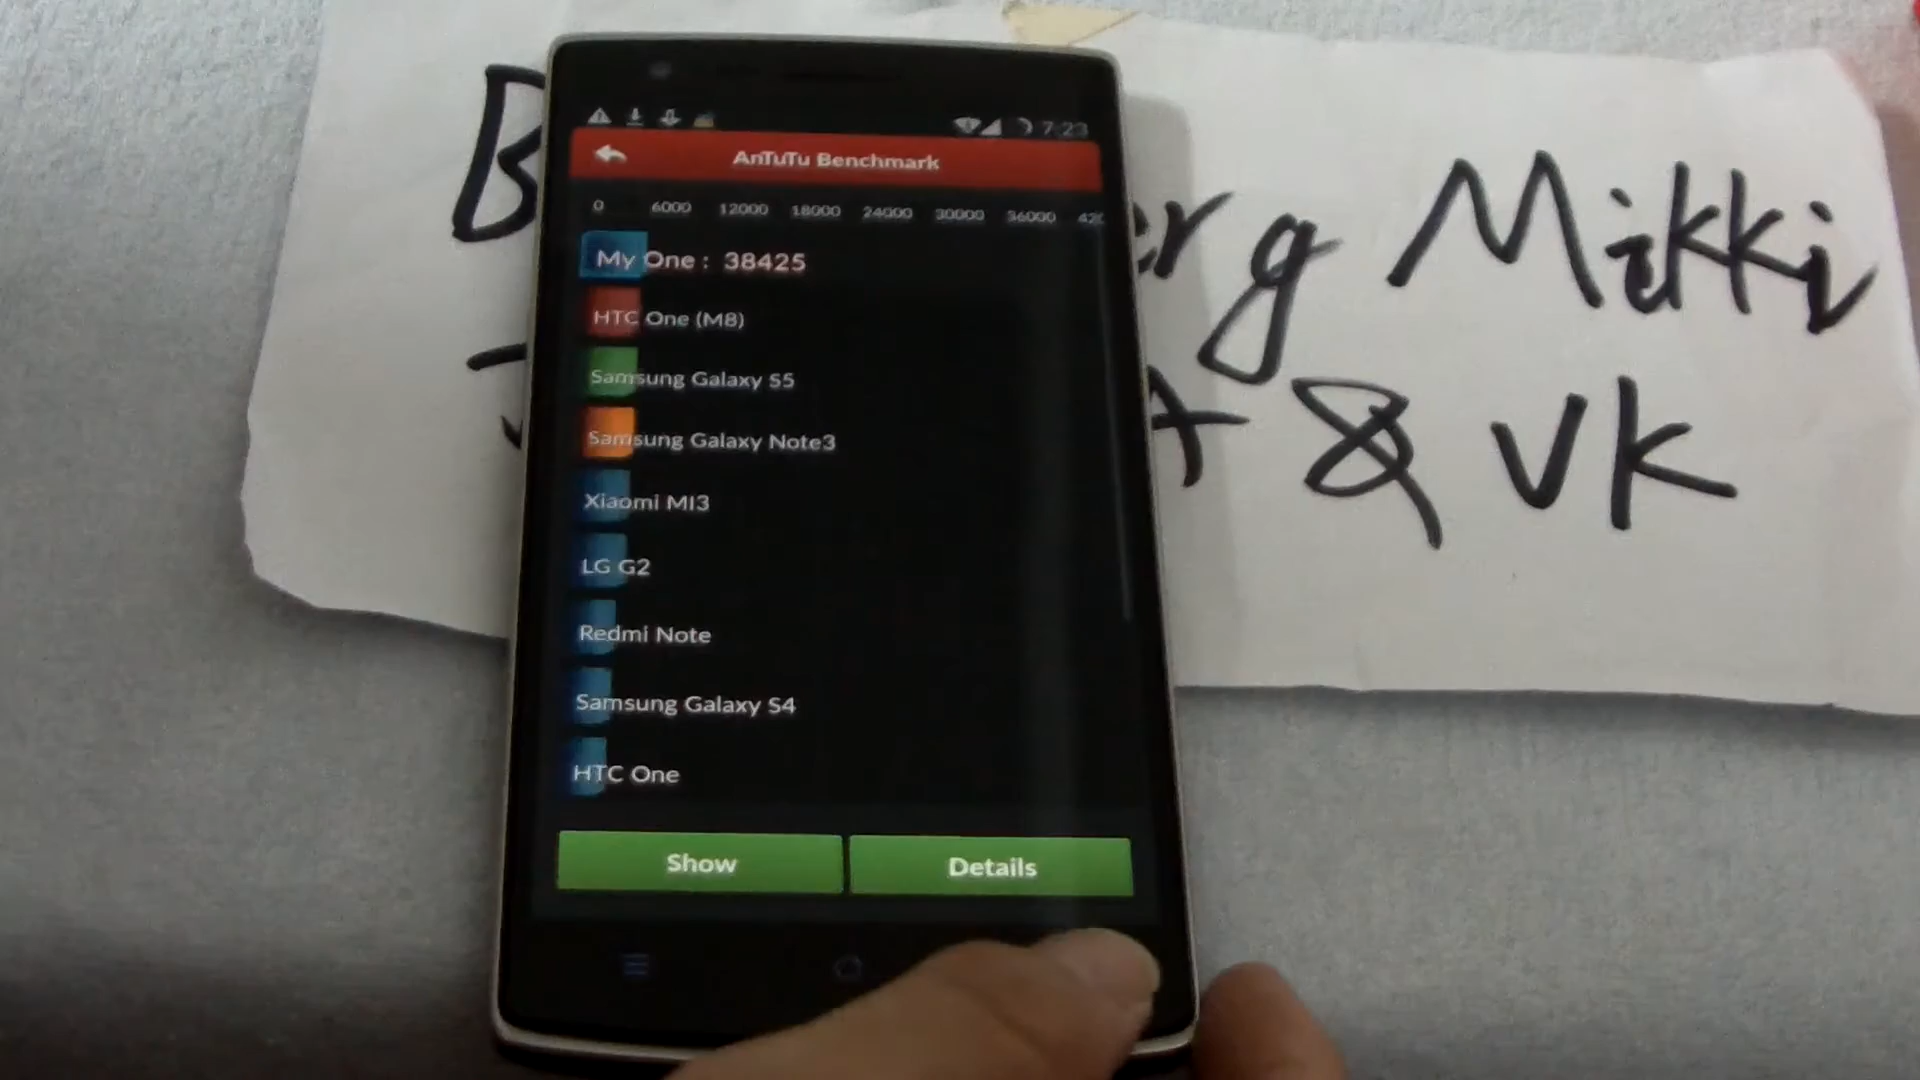 7:23
AnTuTu Benchmark
0 6000 12000 18000 24000 30000 36000
My One : 38425
HTC One (M8)
Samsung Galaxy S5
Samsung Galaxy Note3
Xiaomi MI3
LG G2
Redmi Note
Samsung Galaxy S4
HTC One
Show Details
Mikki
& VK